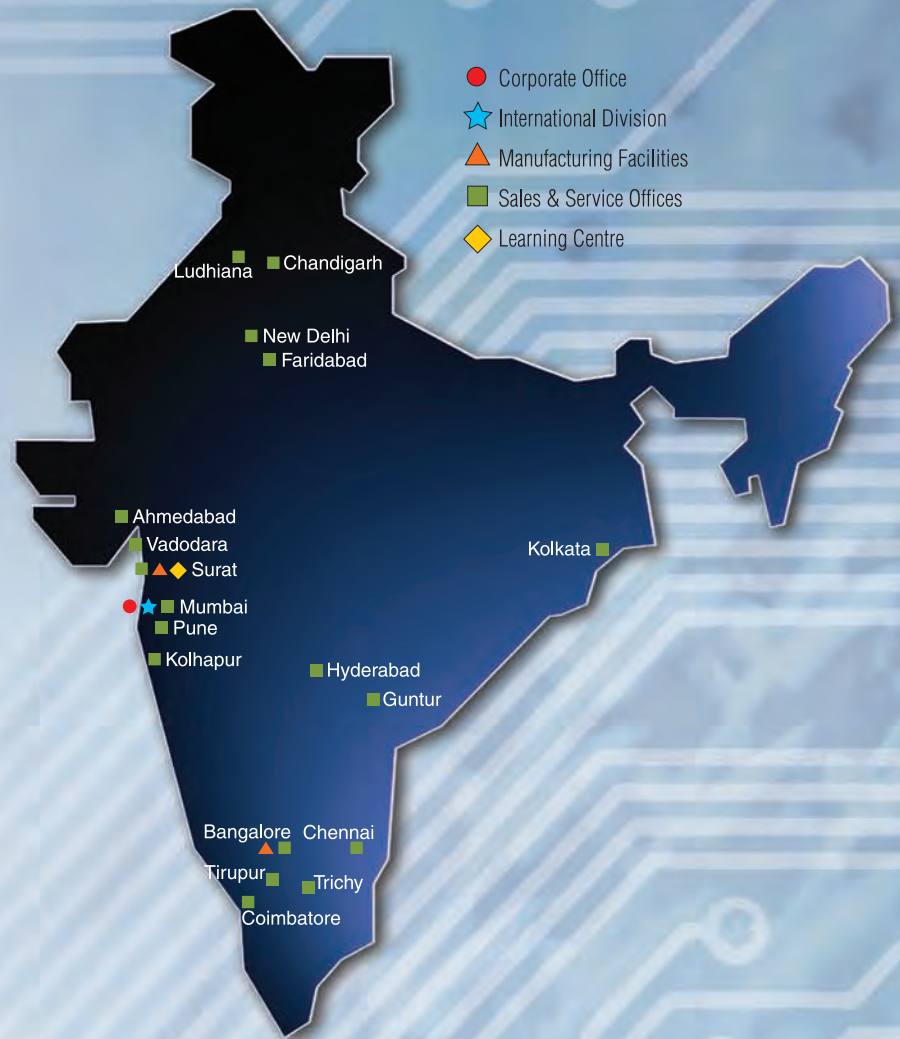 Corporate Office
International Division
Manufacturing Facilities
Sales & Service Offices
Learning Centre
Ludhiana
Chandigarh
New Delhi
Faridabad
Ahmedabad
Vadodara
Surat
Mumbai
Pune
Kolhapur
Kolkata
Hyderabad
Guntur
Bangalore
Chennai
Tirupur
Trichy
Coimbatore